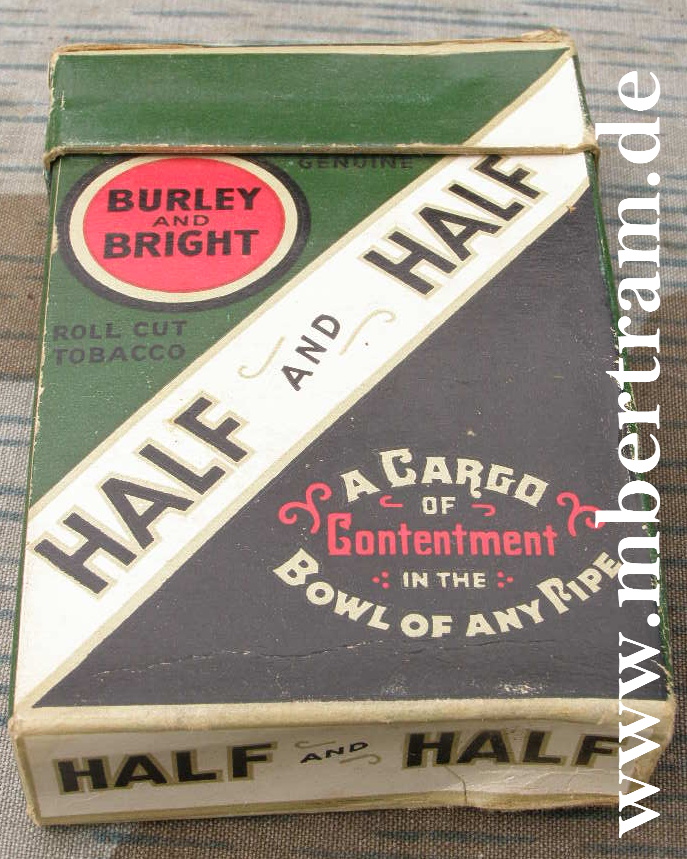 GENUINE
BURLEY
AND
BRIGHT
ROLL CUT
TOBACCO
HALF AND HALF
A CARGO
OF
Contentment
IN THE
BOWL OF ANY PIPE
HALF AND HALF
www.mbertram.de